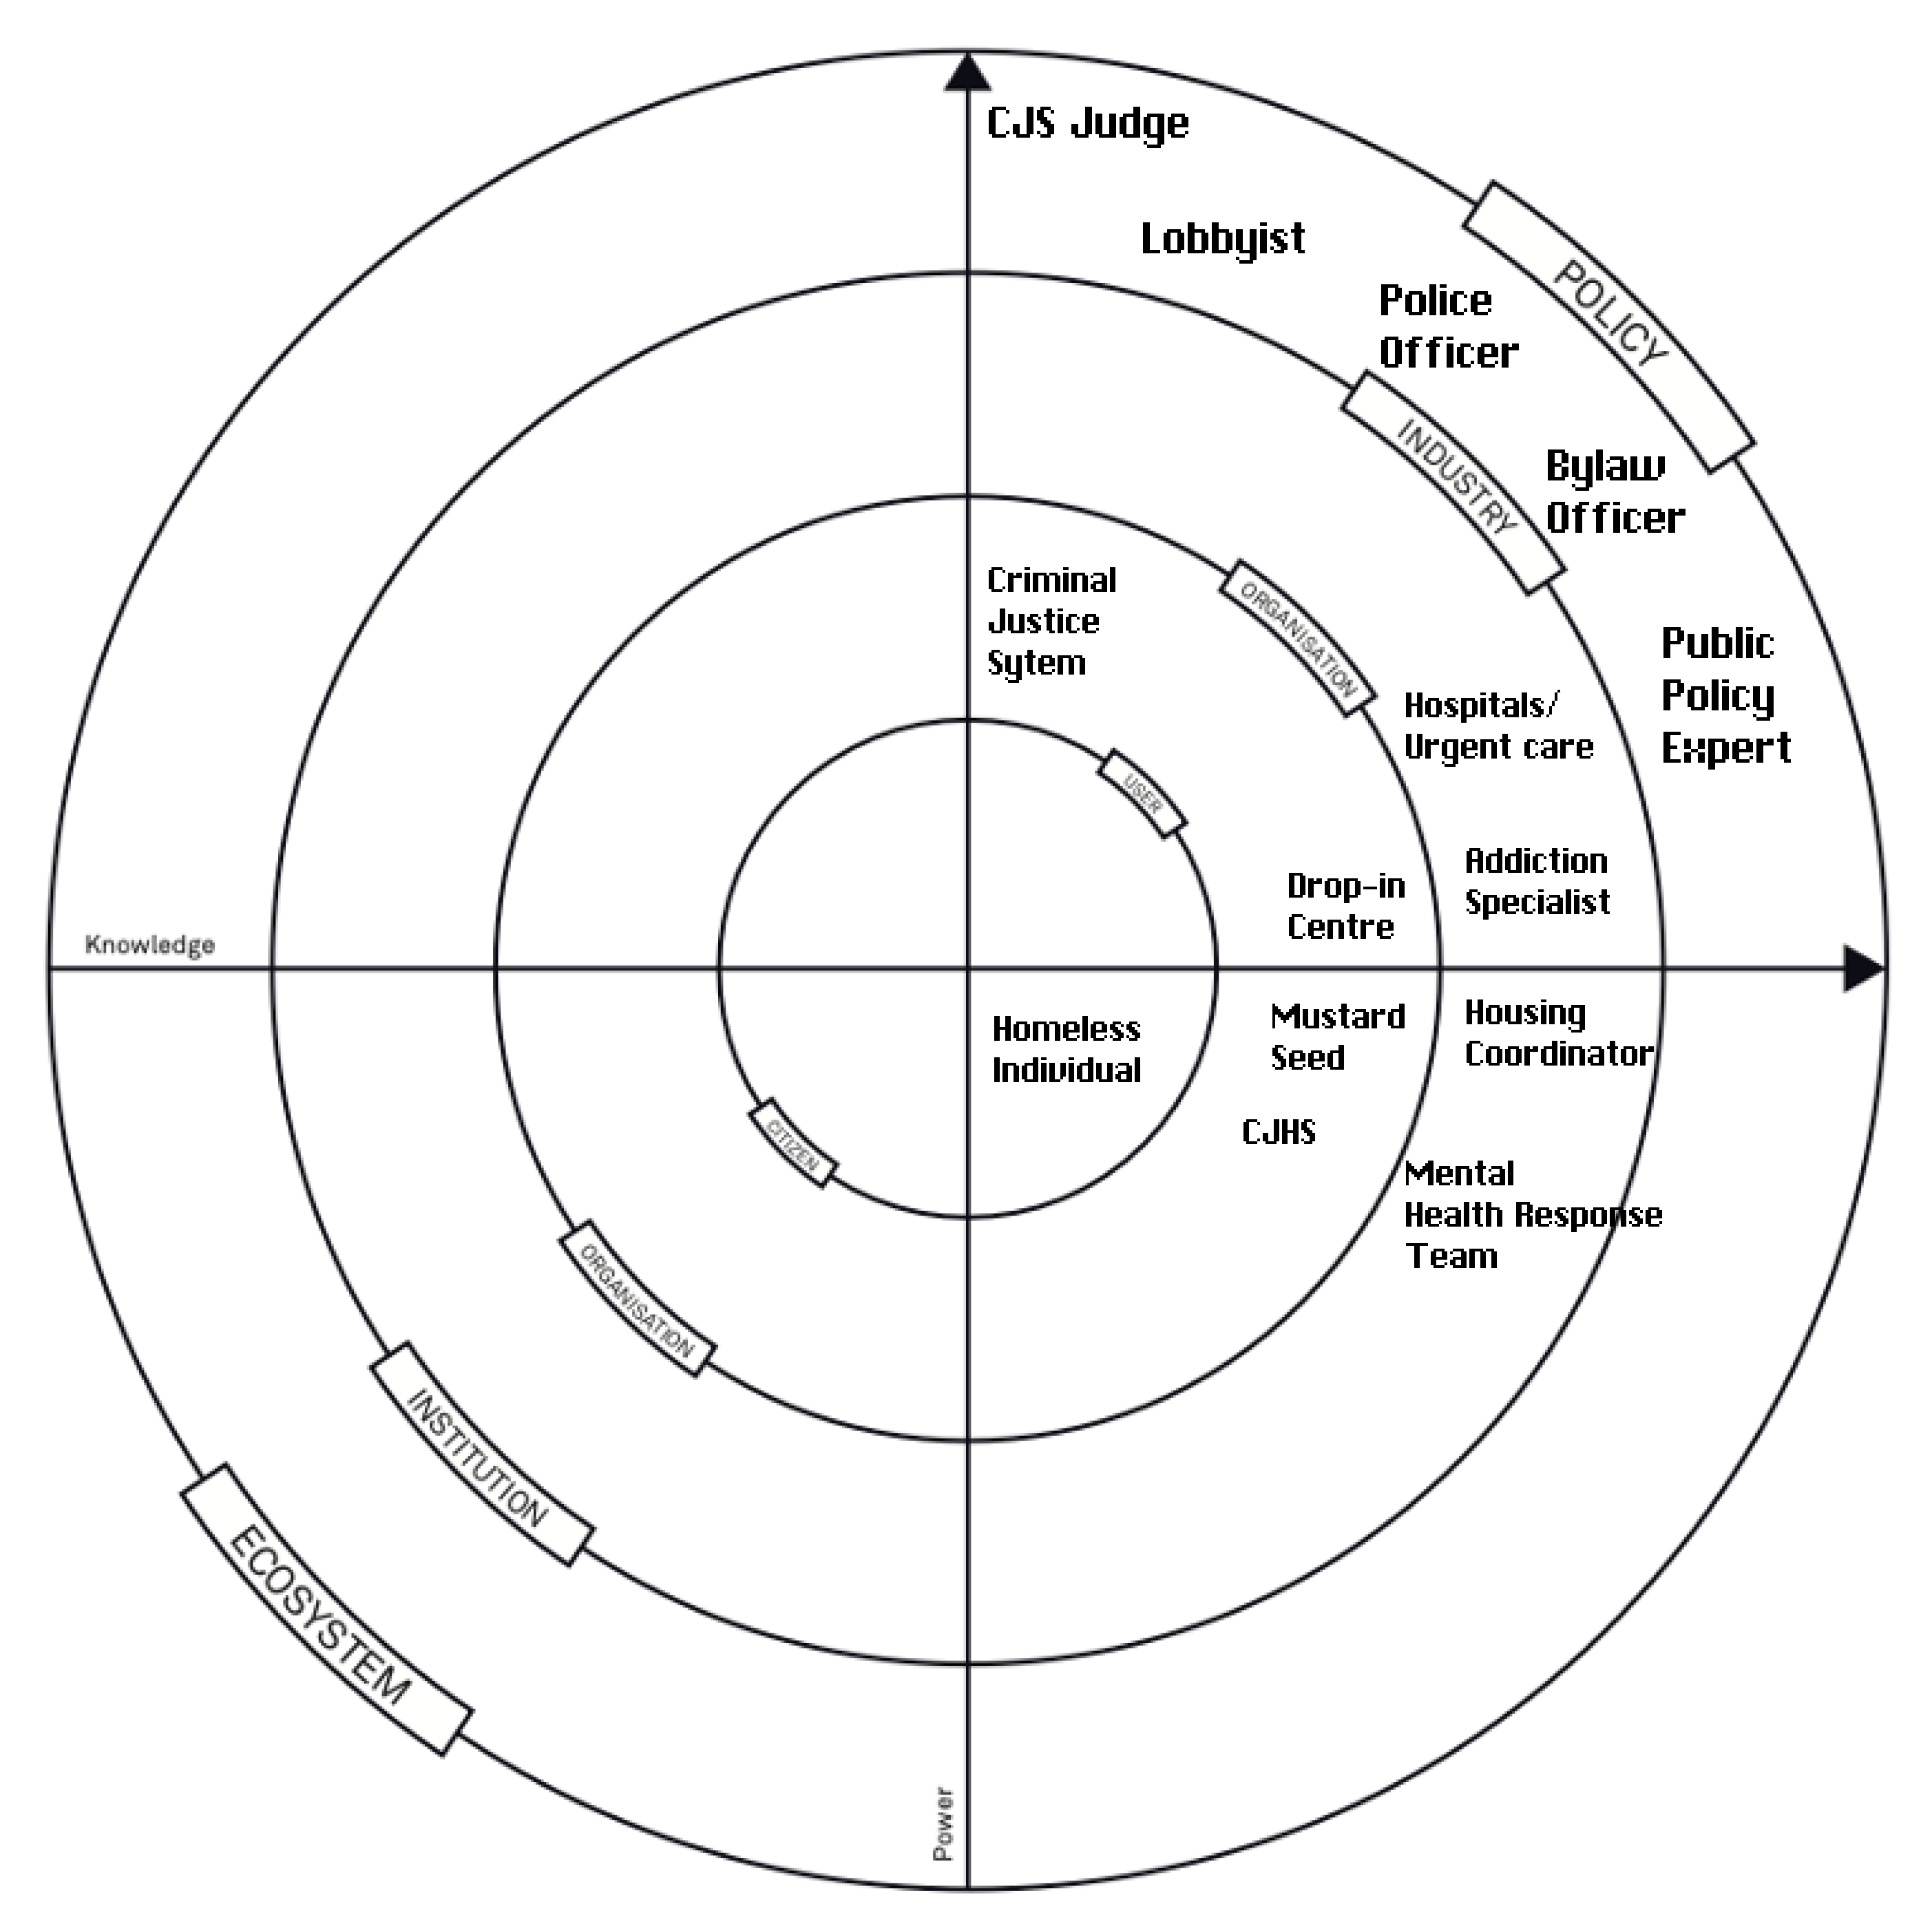 CJS Judge
Lobbyist
POLICY
Police
Officer
INDUSTRY
Bylaw
Officer
Criminal
Justice
Sytem
ORGANISATION
Public
Policy
Expert
Hospitals/
Urgent care
USER
Addiction
Specialist
Drop-in
Centre
Knowledge
Homeless
Individual
Mustard
Seed
Housing
Coordinator
CJHS
CITIZEN
Mental
Health Response
Team
ORGANISATION
INSTITUTION
ECOSYSTEM
Power